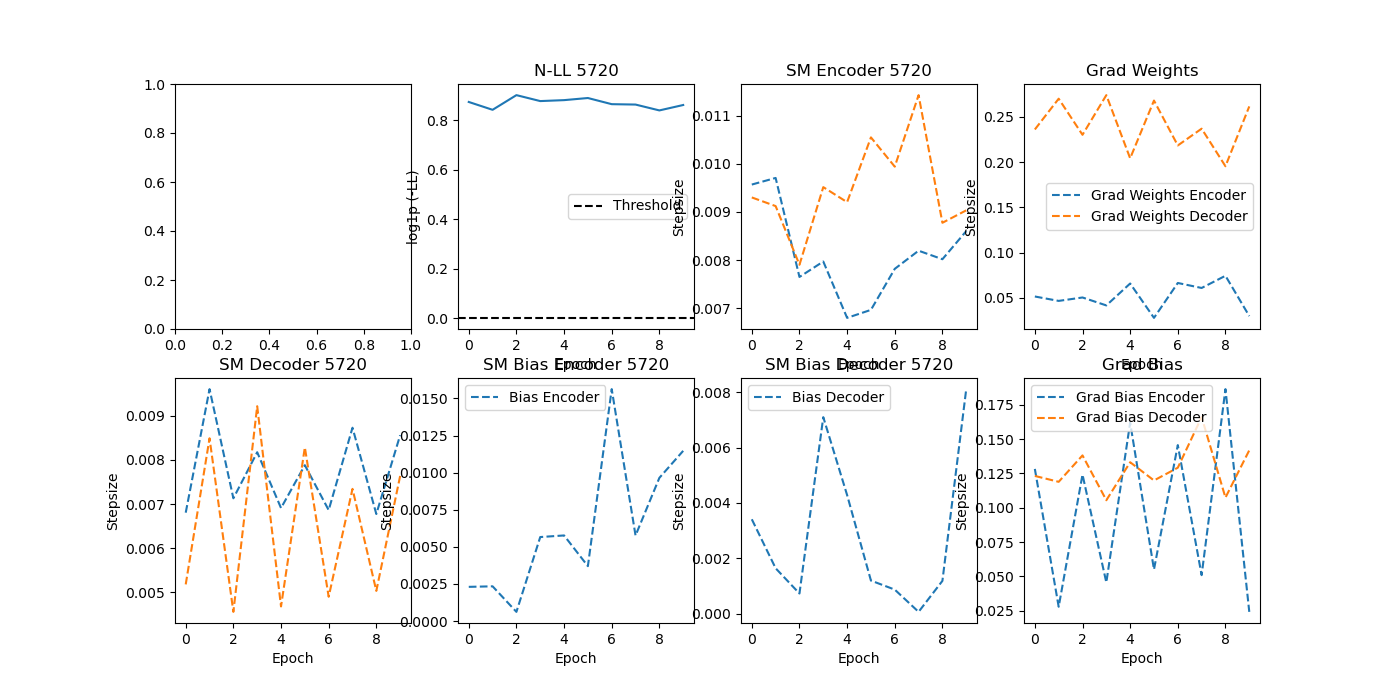 1.0
0.8
0.6
0.4
0.2
0.0
0.0 0.2 0.4 0.6 0.8 1.0
N-LL 5720
log1p (-LL)
0.8
0.6
0.4
0.2
0.0
Threshold
0 2 4 6 8
Epoch
SM Encoder 5720
Stepsize
0.011
0.010
0.009
0.008
0.007
0 2 4 6 8
Epoch
Grad Weights
Stepsize
0.25
0.20
0.15
0.10
0.05
Grad Weights Encoder
Grad Weights Decoder
0 2 4 6 8
Epoch
SM Decoder 5720
Stepsize
0.009
0.008
0.007
0.006
0.005
0 2 4 6 8
Epoch
SM Bias Encoder 5720
Stepsize
0.0150
0.0125
0.0100
0.0075
0.0050
0.0025
0.0000
Bias Encoder
0 2 4 6 8
Epoch
SM Bias Decoder 5720
Stepsize
0.008
0.006
0.004
0.002
0.000
Bias Decoder
0 2 4 6 8
Epoch
Grad Bias
Stepsize
0.175
0.150
0.125
0.100
0.075
0.050
0.025
Grad Bias Encoder
Grad Bias Decoder
0 2 4 6 8
Epoch